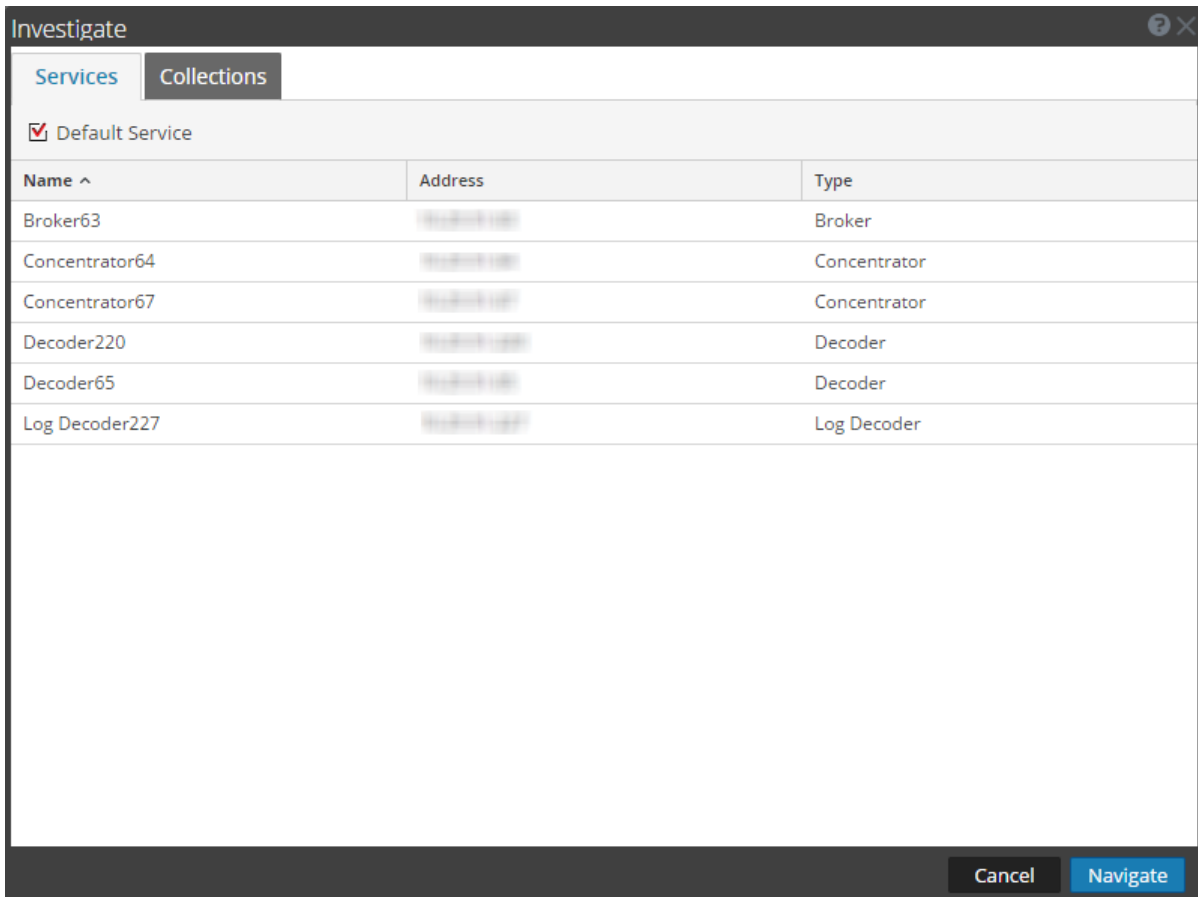 Investigate
Services Collections
Default Service
Name Address Type
Broker63 Broker
Concentrator64 Concentrator
Concentrator67 Concentrator
Decoder220 Decoder
Decoder65 Decoder
Log Decoder227 Log Decoder
Cancel Navigate